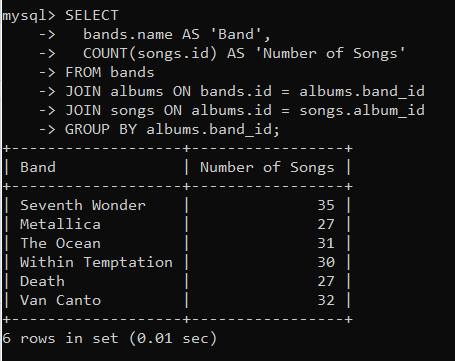 mysql> SELECT
    ->   bands.name AS 'Band',
    ->   COUNT(songs.id) AS 'Number of Songs'
    -> FROM bands
    -> JOIN albums ON bands.id = albums.band_id
    -> JOIN songs ON albums.id = songs.album_id
    -> GROUP BY albums.band_id;
+-------------------+-----------------+
| Band              | Number of Songs |
+-------------------+-----------------+
| Seventh Wonder    |              35 |
| Metallica         |              27 |
| The Ocean         |              31 |
| Within Temptation |              30 |
| Death             |              27 |
| Van Canto         |              32 |
+-------------------+-----------------+
6 rows in set (0.01 sec)